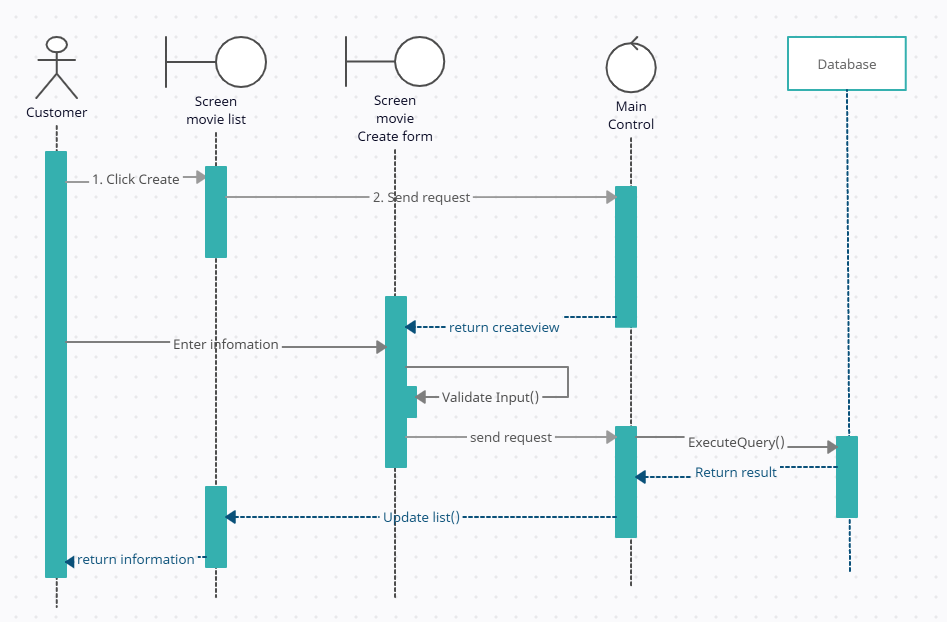 Customer
Screen
movie list
Screen
movie
Create form
Main
Control
Database
1. Click Create
2. Send request
return createview
Enter infomation
Validate Input()
send request
ExecuteQuery()
Return result
Update list()
return information